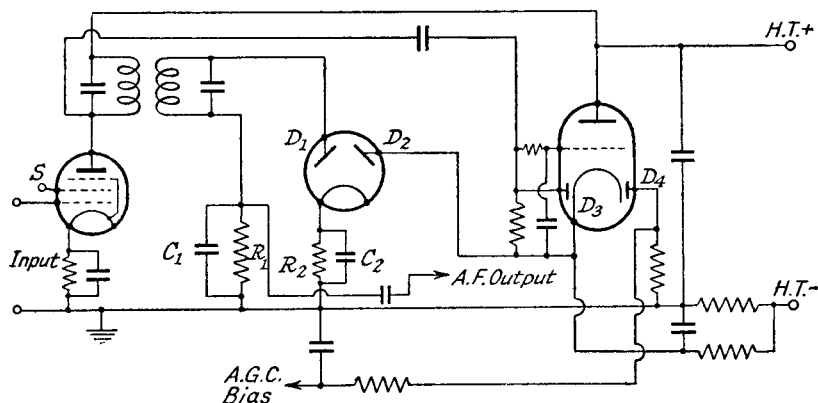 H.T.+
S
D₁
D₂
D₃
D₄
Input
C₁
R₁
R₂
C₂
A.F. Output
H.T.-
A.G.C.
Bias